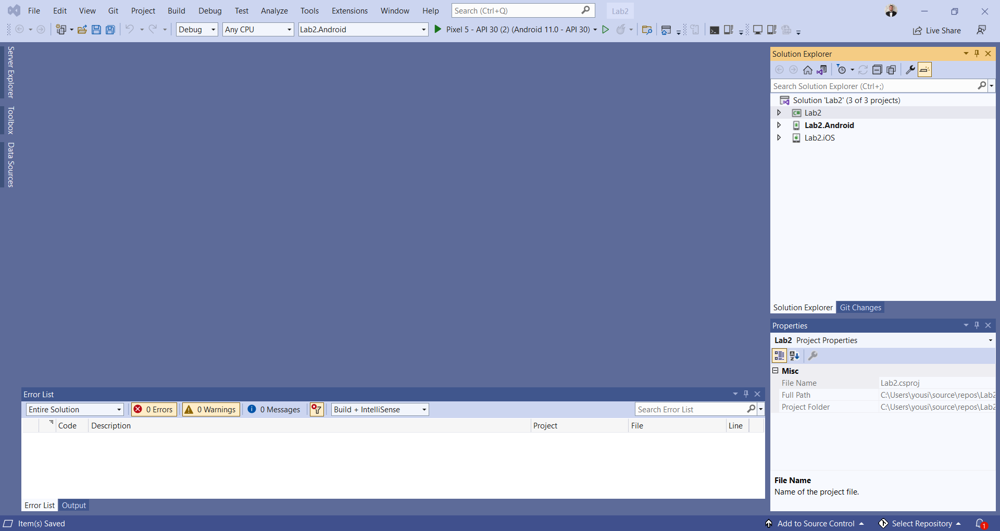 File Edit View Git Project Build Debug Test Analyze Tools Extensions Window Help Search (Ctrl+Q) Lab2
Debug Any CPU Lab2.Android Pixel 5 - API 30 (2) (Android 11.0 - API 30) Live Share
Server Explorer
Toolbox
Data Sources
Solution Explorer
Search Solution Explorer (Ctrl+;)
Solution 'Lab2' (3 of 3 projects)
C# Lab2
Lab2.Android
Lab2.iOS
Solution Explorer Git Changes
Properties
Lab2 Project Properties
Misc
File Name Lab2.csproj
Full Path C:\Users\yousi\source\repos\Lab2
Project Folder C:\Users\yousi\source\repos\Lab2
File Name
Name of the project file.
Error List
Entire Solution 0 Errors 0 Warnings 0 Messages Build + IntelliSense Search Error List
Code Description Project File Line
Error List Output
Item(s) Saved Add to Source Control Select Repository 1